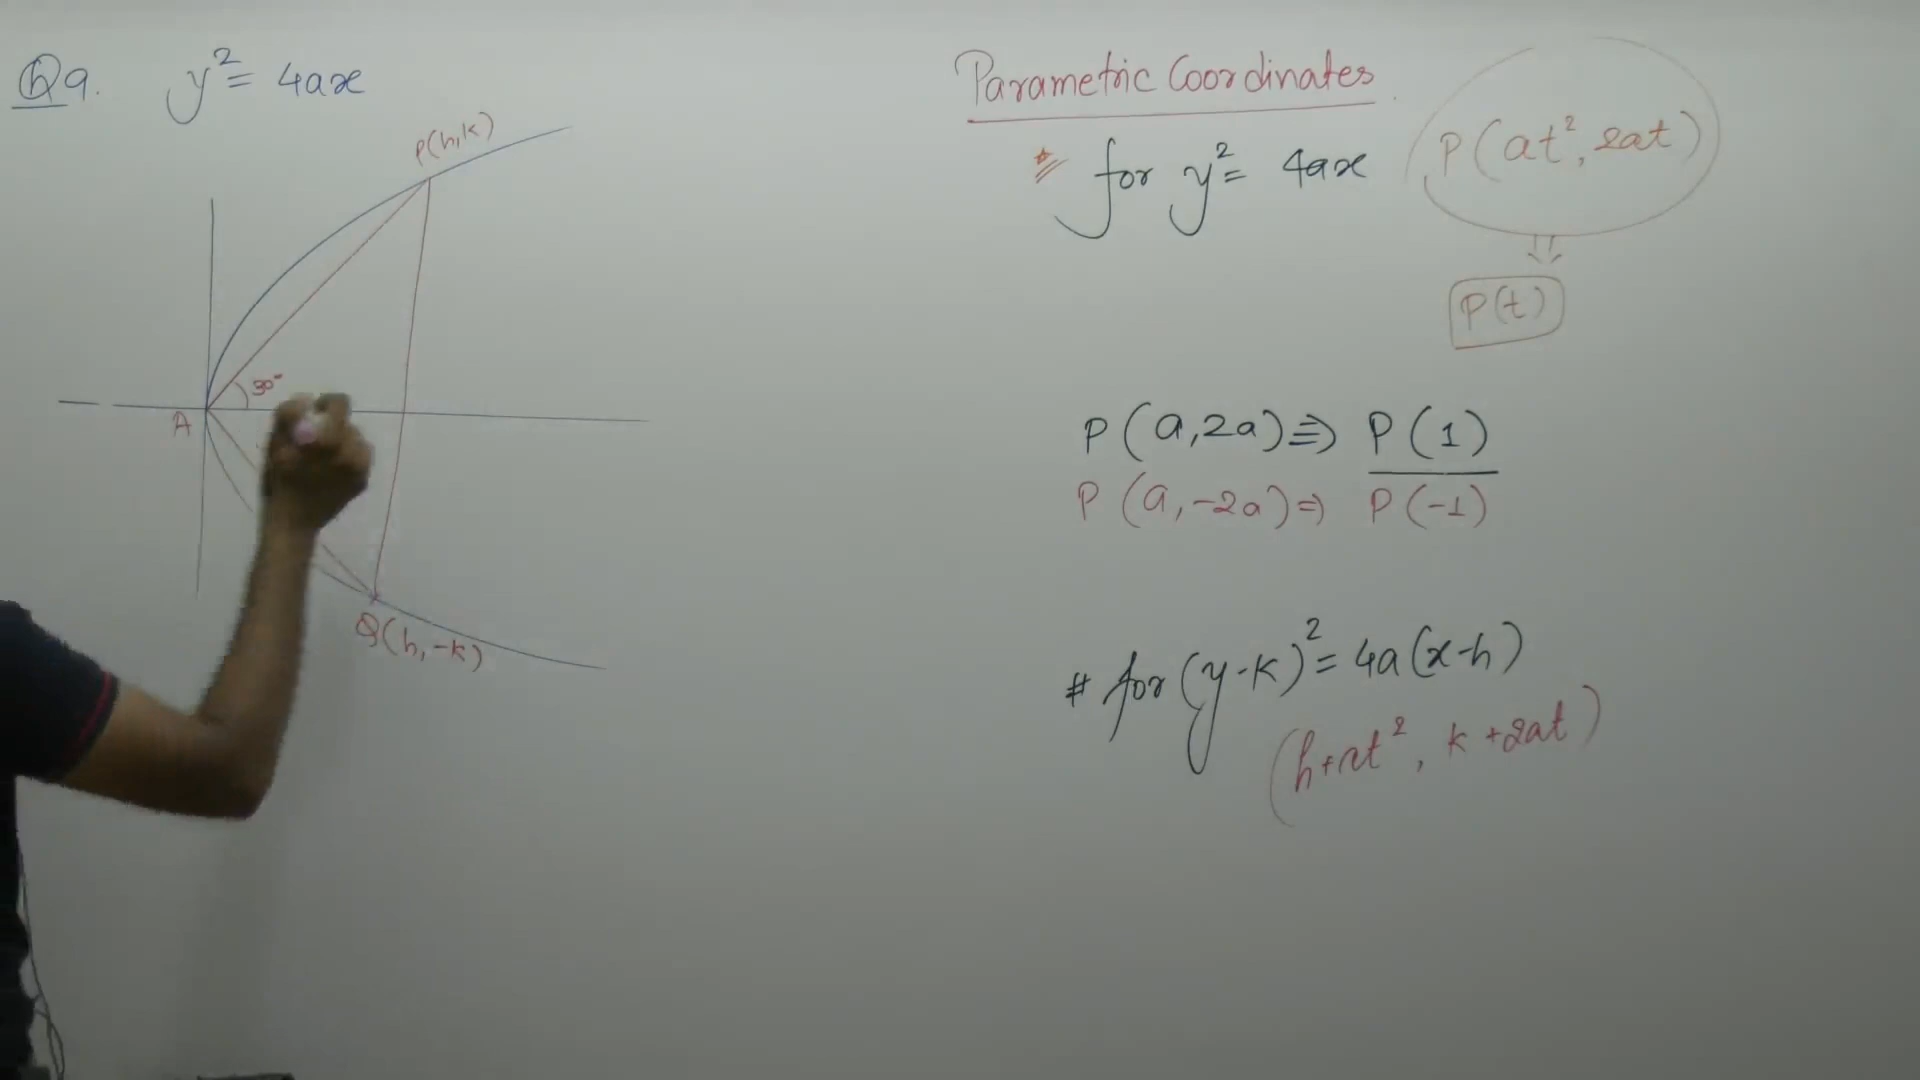 Q9. y² = 4ax
P(h,k)
30°
A
Q(h,-k)
Parametric Coordinates
* for y² = 4ax P(at², 2at)
⇓
P(t)
P(a,2a) ⇒ P(1)
P(a,-2a) ⇒ P(-1)
# for (y-k)² = 4a(x-h)
(h+at², k+2at)